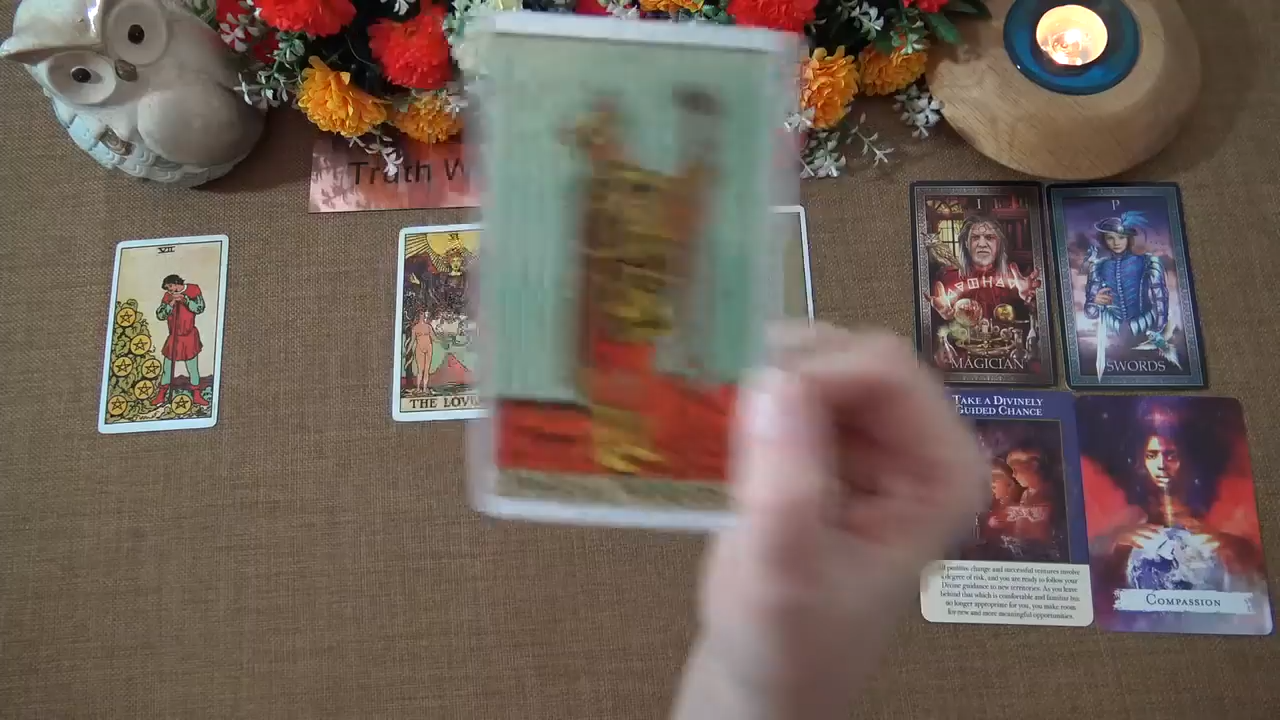 Truth W
VII
VI
THE LOV
I
MAGICIAN
P
SWORDS
TAKE A DIVINELY
GUIDED CHANCE
all positive change and successful ventures involve
a degree of risk, and you are ready to follow your
Divine guidance to new territories. As you leave
behind that which is comfortable and familiar but
no longer appropriate for you, you make room
for new and more meaningful opportunities.
COMPASSION